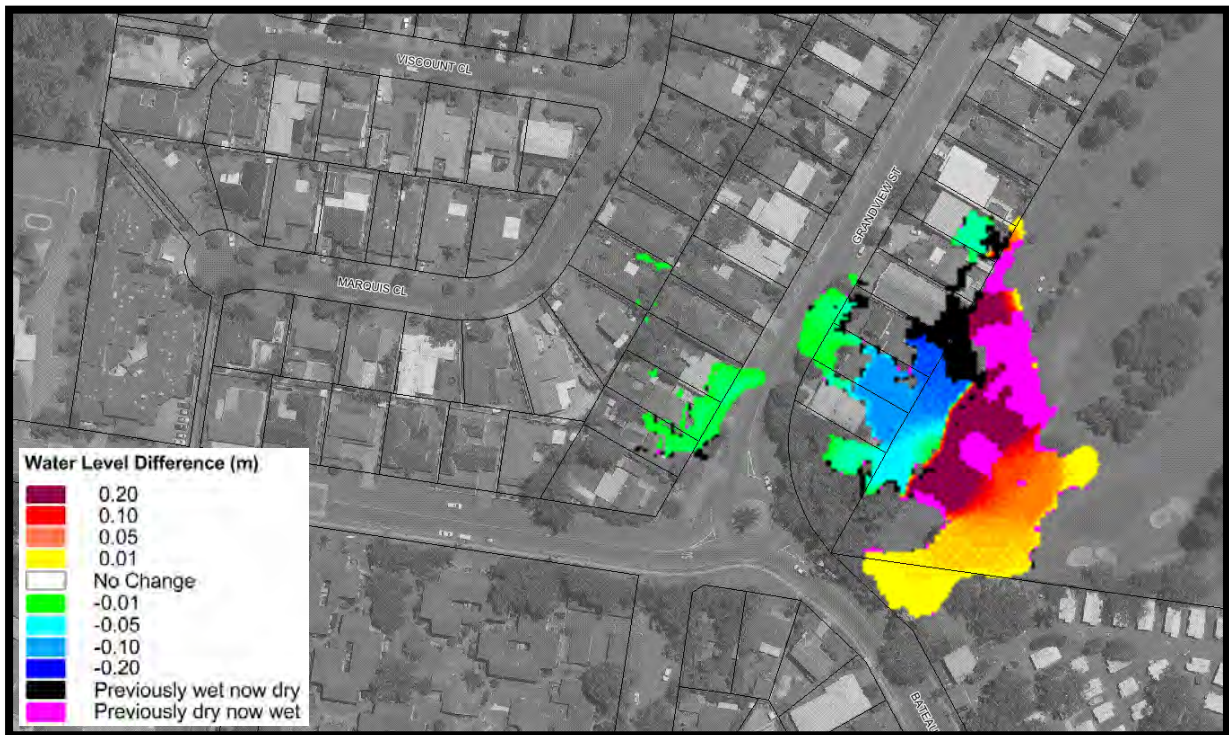 VISCOUNT CL
GRANDVIEW ST
MARQUIS CL
Water Level Difference (m)
0.20
0.10
0.05
0.01
No Change
-0.01
-0.05
-0.10
-0.20
Previously wet now dry
Previously dry now wet